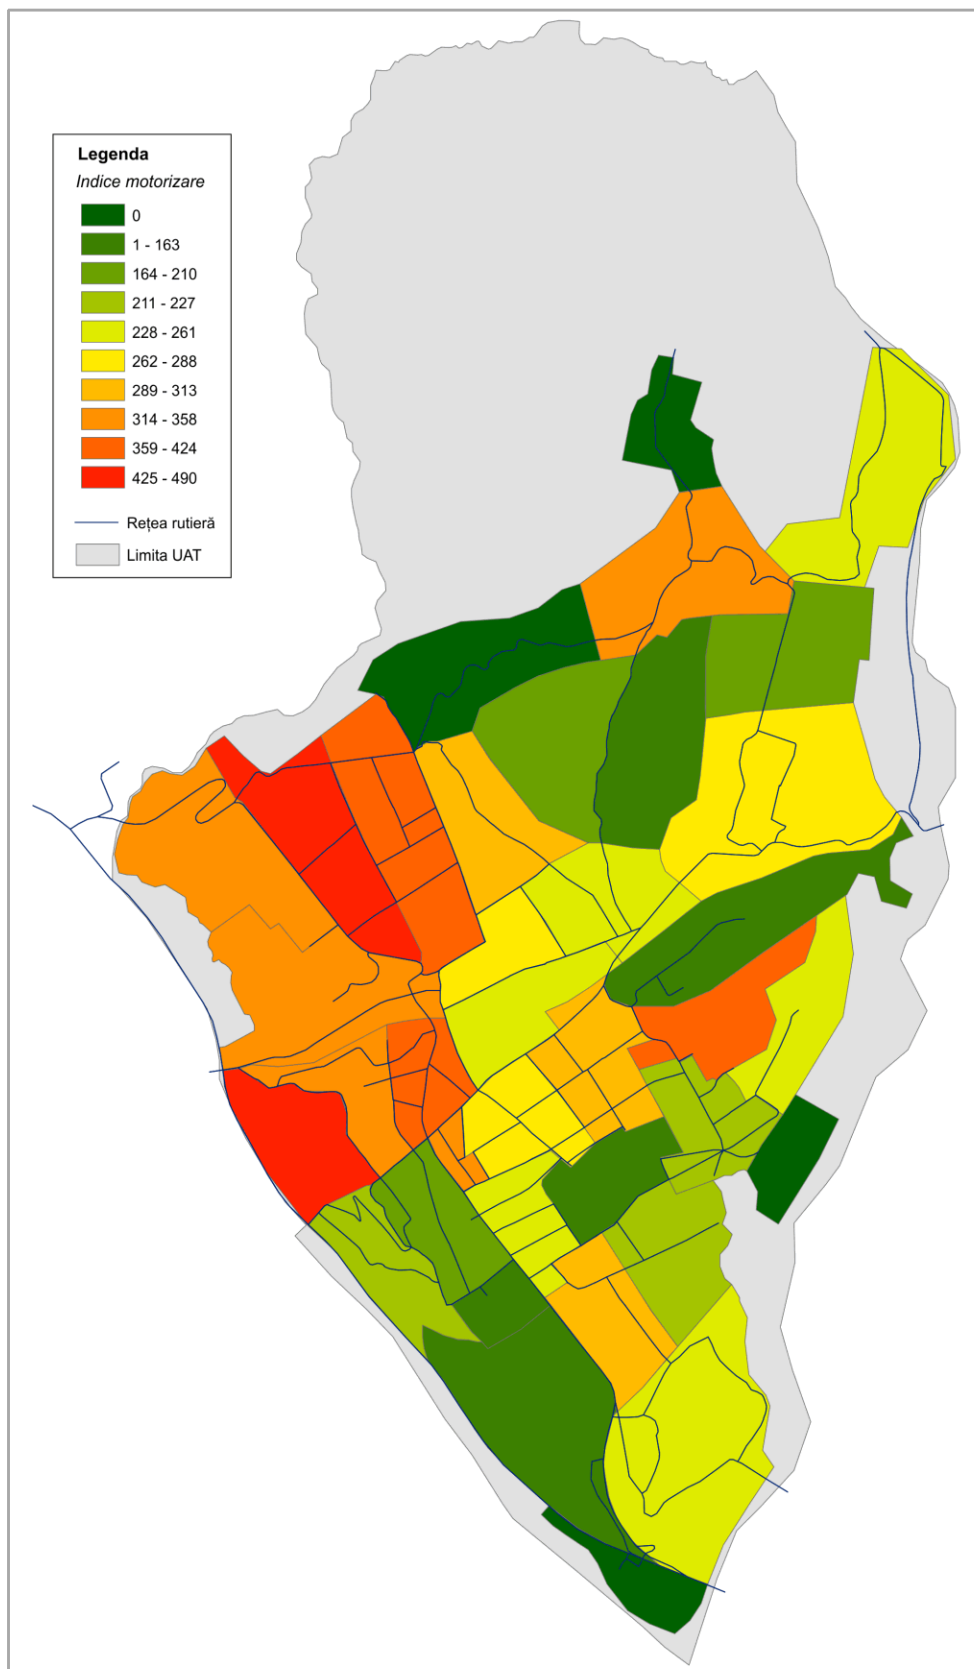 Legenda
Indice motorizare
0
1 - 163
164 - 210
211 - 227
228 - 261
262 - 288
289 - 313
314 - 358
359 - 424
425 - 490
Rețea rutieră
Limita UAT